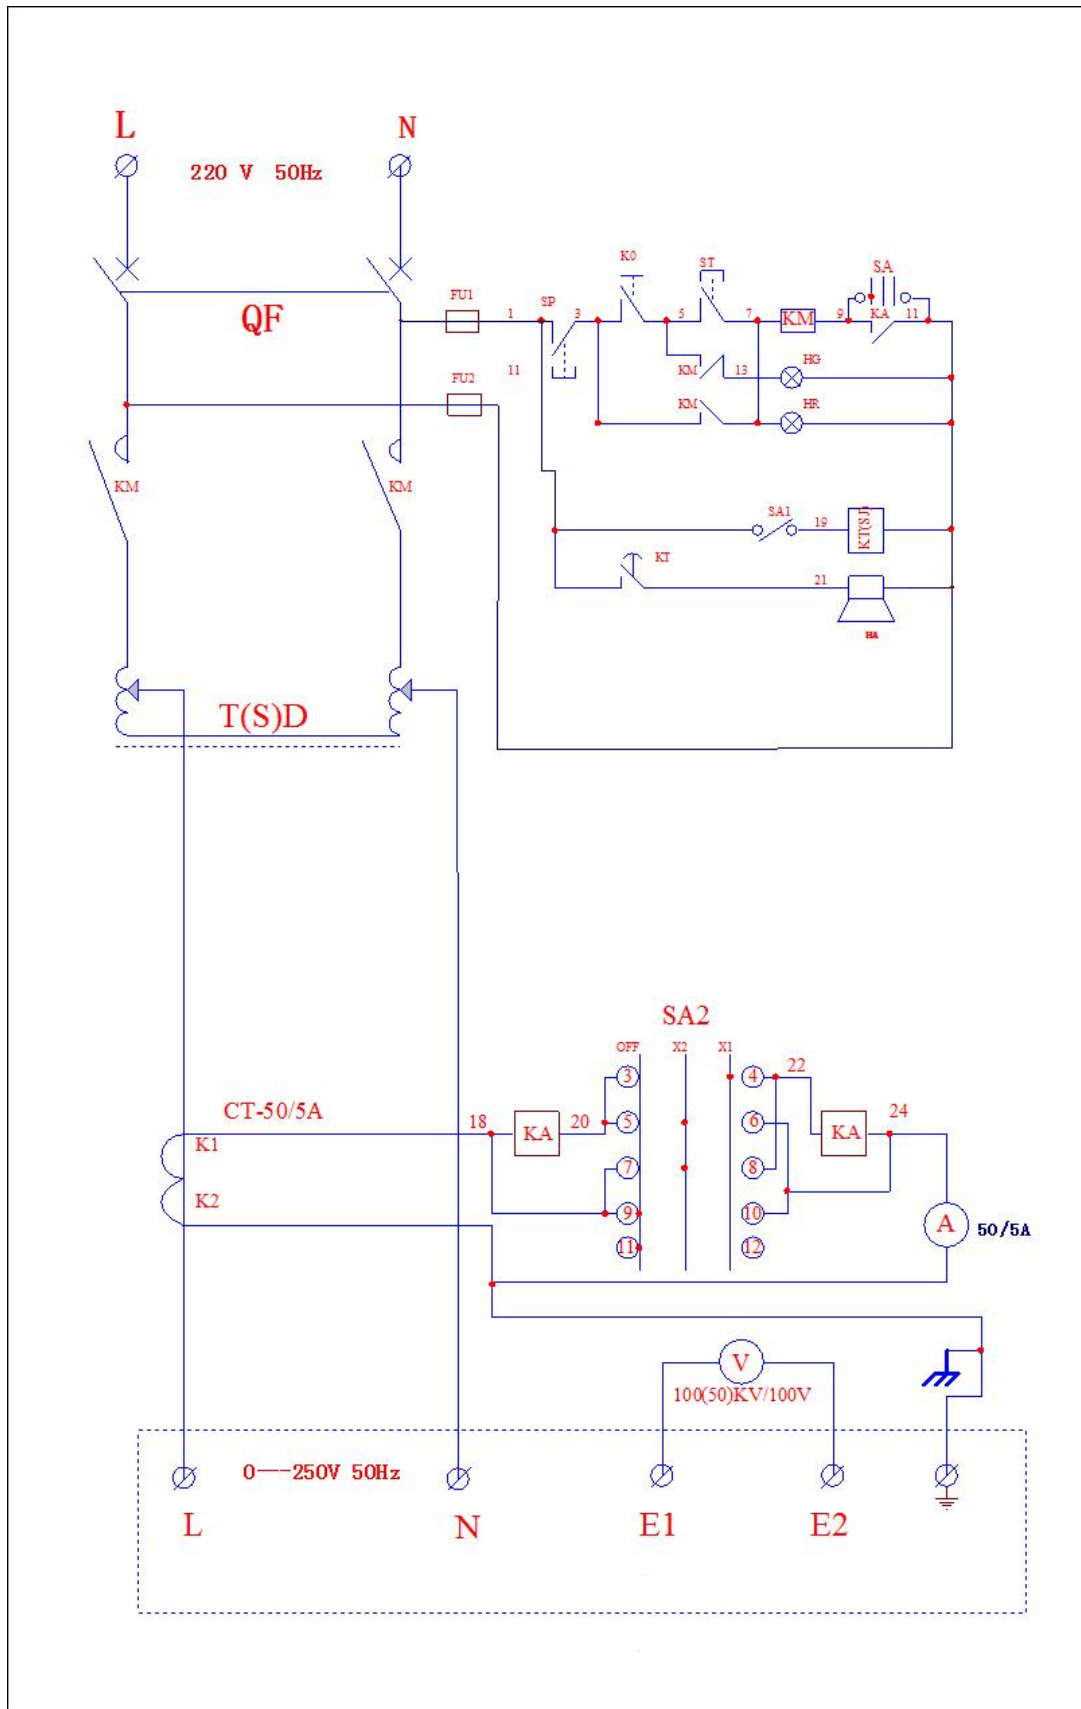 L
N
220 V 50Hz
K0
ST
SA
FU1
1
SP
3
5
7
KM
9
KA
11
QF
11
FU2
KM
13
HG
KM
HR
KM
KM
SA1
19
KT(SJ)
KT
21
HA
T(S)D
SA2
OFF
X2
X1
3
4
22
CT-50/5A
18
KA
20
5
6
KA
24
K1
7
8
K2
9
10
A
50/5A
11
12
V
100(50)KV/100V
0---250V 50Hz
L
N
E1
E2